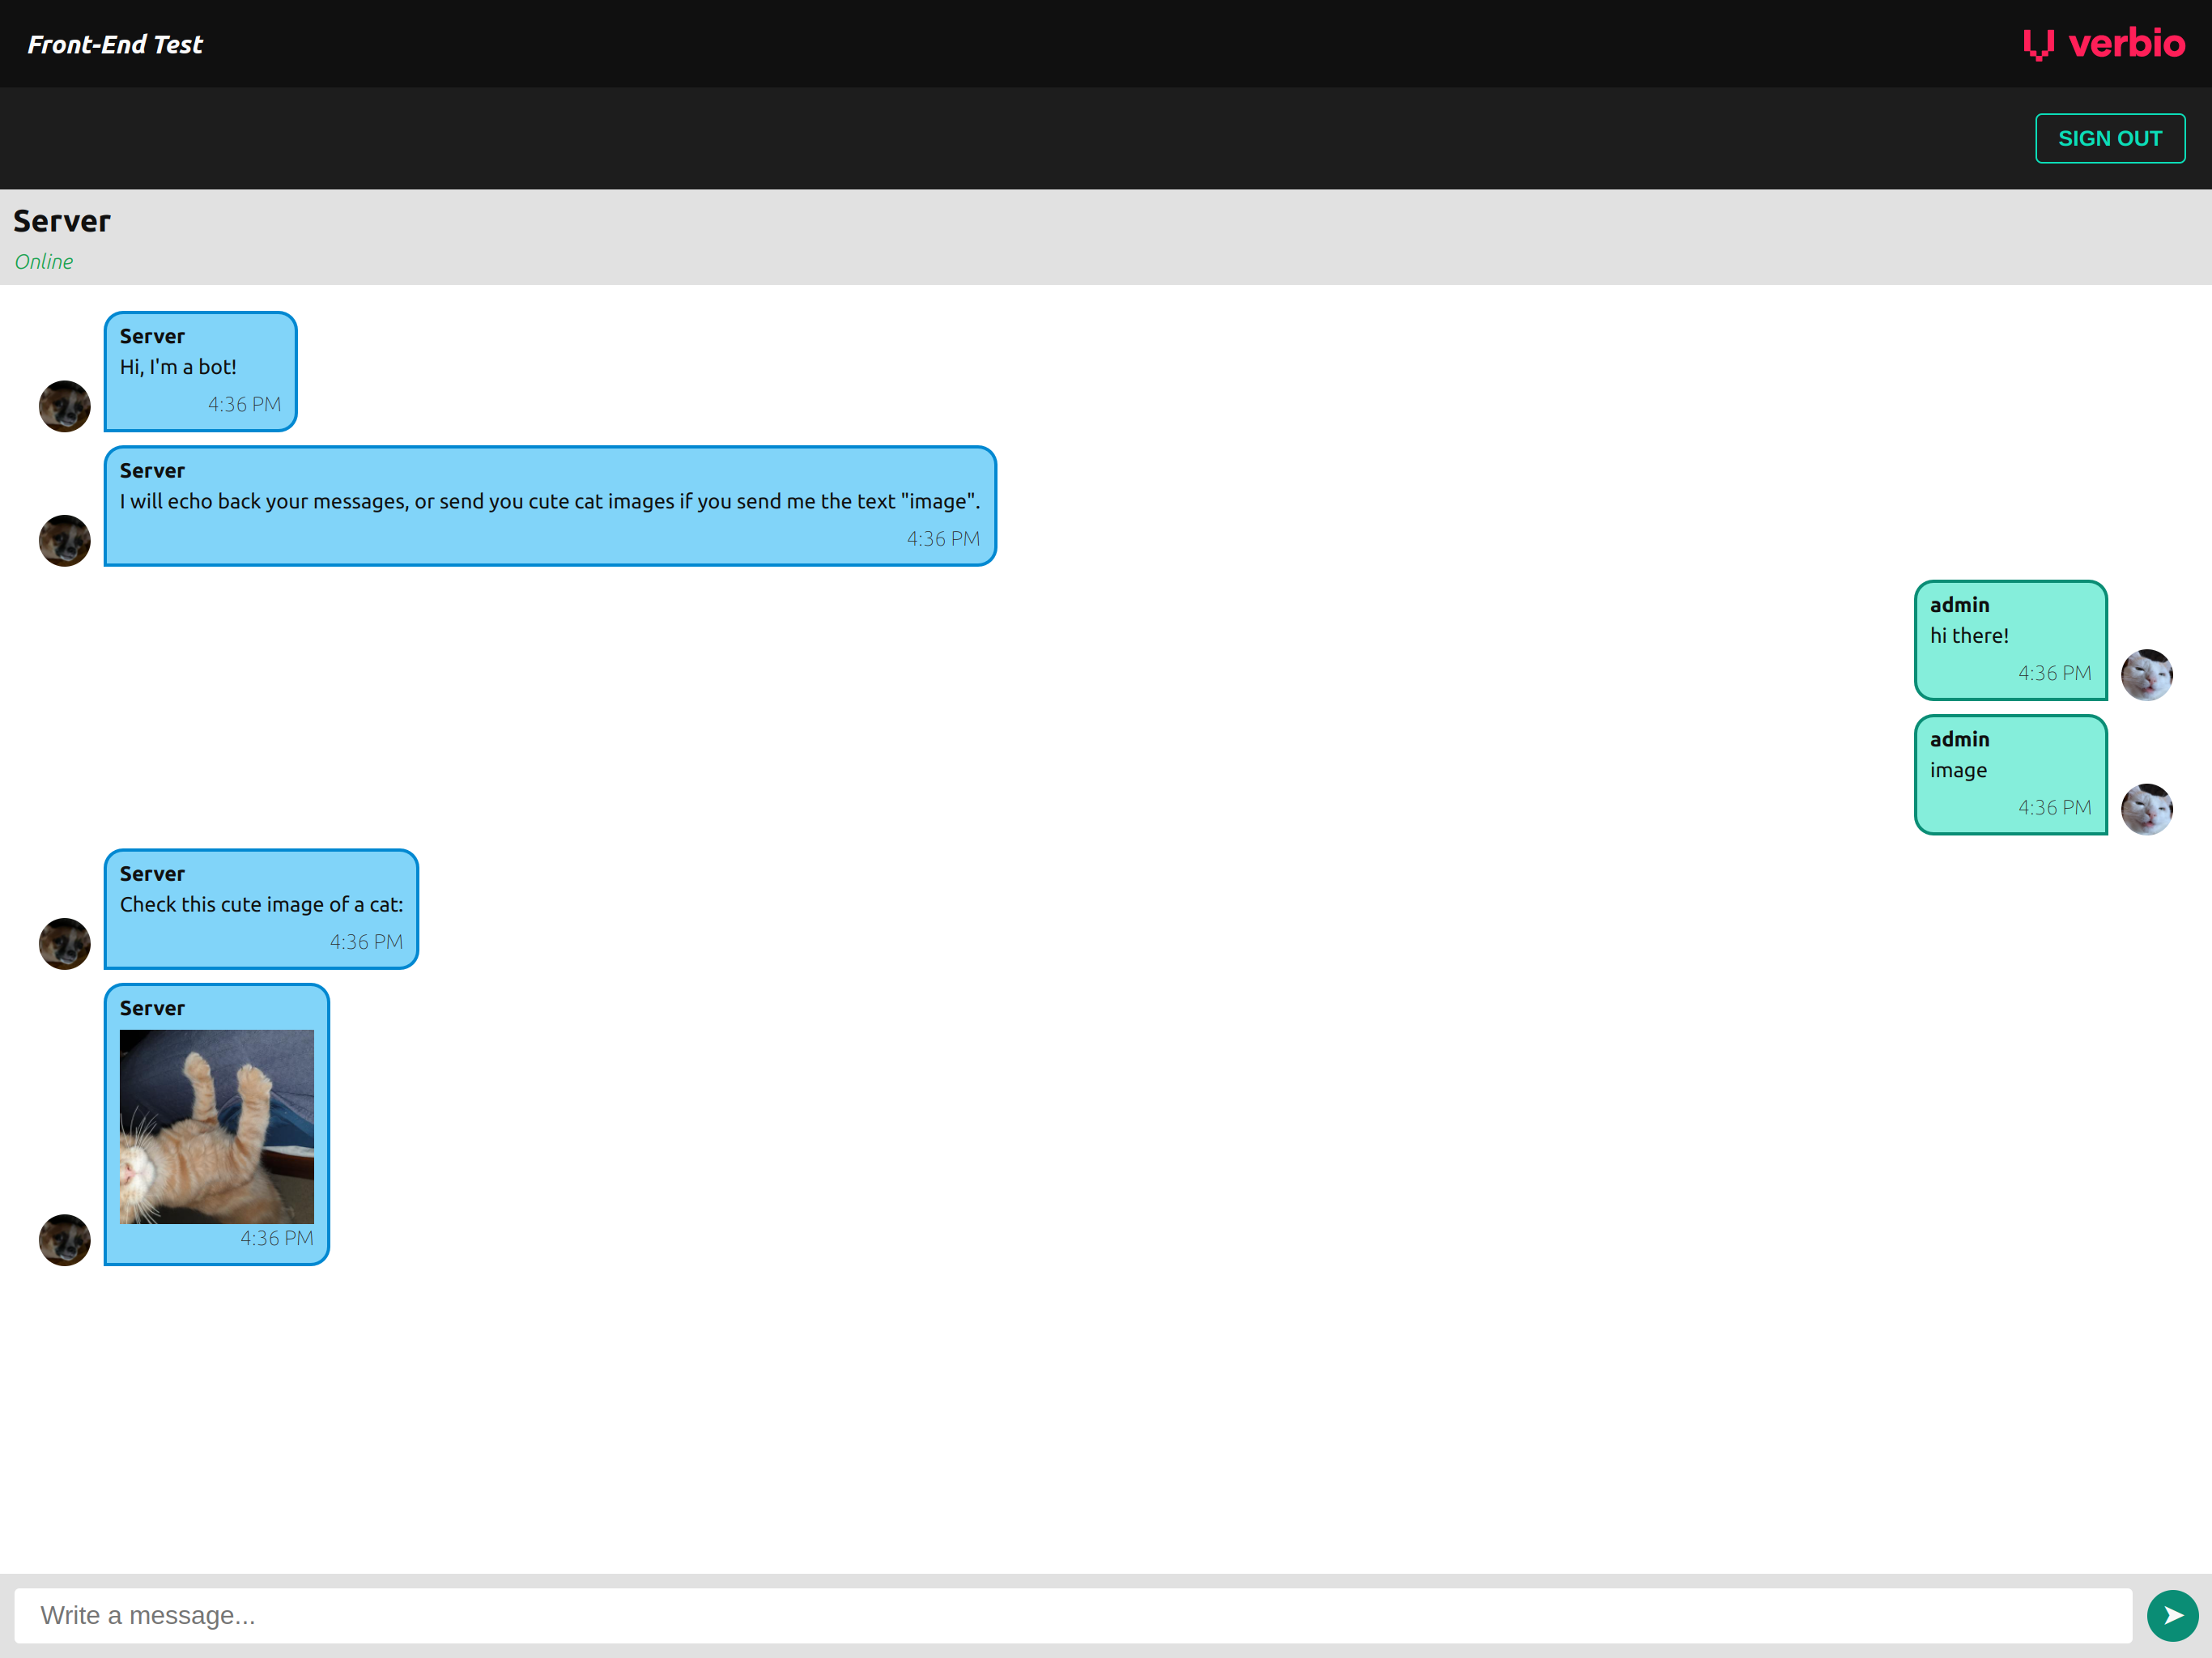 Front-End Test
verbio
SIGN OUT
Server
Online
Server
Hi, I'm a bot!
4:36 PM
Server
I will echo back your messages, or send you cute cat images if you send me the text "image".
4:36 PM
admin
hi there!
4:36 PM
admin
image
4:36 PM
Server
Check this cute image of a cat:
4:36 PM
Server
4:36 PM
Write a message...